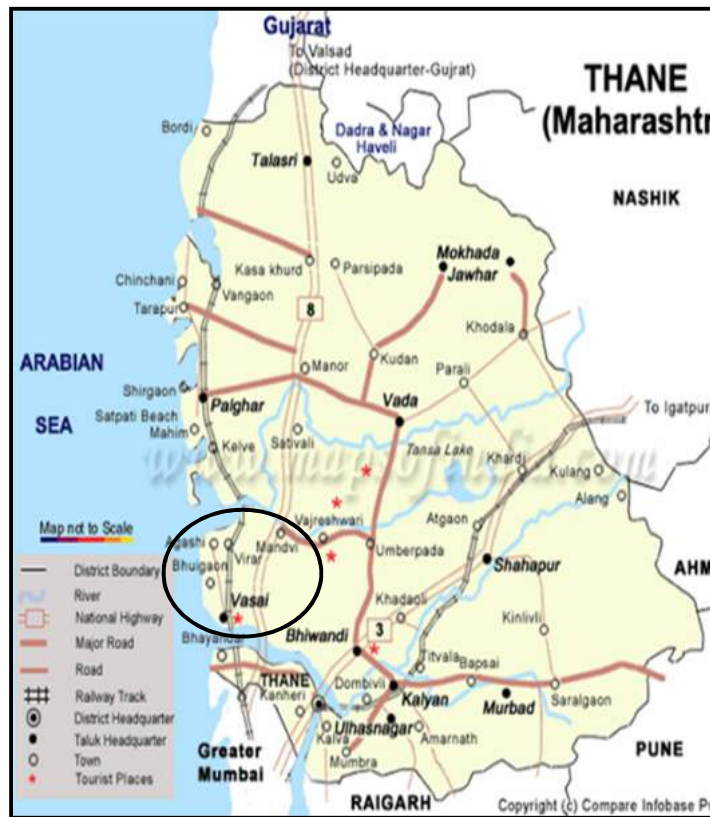 Gujarat
To Valsad
(District Headquarter-Gujrat)
THANE
(Maharashtr
Bordi
Dadra & Nagar
Haveli
Talasri
Udva
NASHIK
Mokhada
Kasa khurd
Parsipada
Jawhar
Chinchani
Vangaon
Tarapur
8
Khodala
ARABIAN
SEA
Manor
Kudan
Parali
Shirgaon
Palghar
Vada
To Igatpur
Satpati Beach
Mahim
Sativali
Tansa Lake
Kelve
Khardi
Kulang
www.mapsofindia.com
Alang
Map not to Scale
Vajreshwari
Atgaon
Agashi
Virar
Mandvi
Umberpada
District Boundary
Bhuigaon
Shahapur
AHM
River
Vasai
Khadaoli
Kinlivli
National Highway
3
Major Road
Bhayandar
Bhiwandi
Road
Titvala
Bapsai
Railway Track
THANE
Dombivli
Kanheri
Kalyan
Saralgaon
District Headquarter
Murbad
Taluk Headquarter
Ulhasnagar
Town
Greater
Mumbai
Kalva
Amarnath
PUNE
Tourist Places
Mumbra
RAIGARH
Copyright (c) Compare Infobase Pv